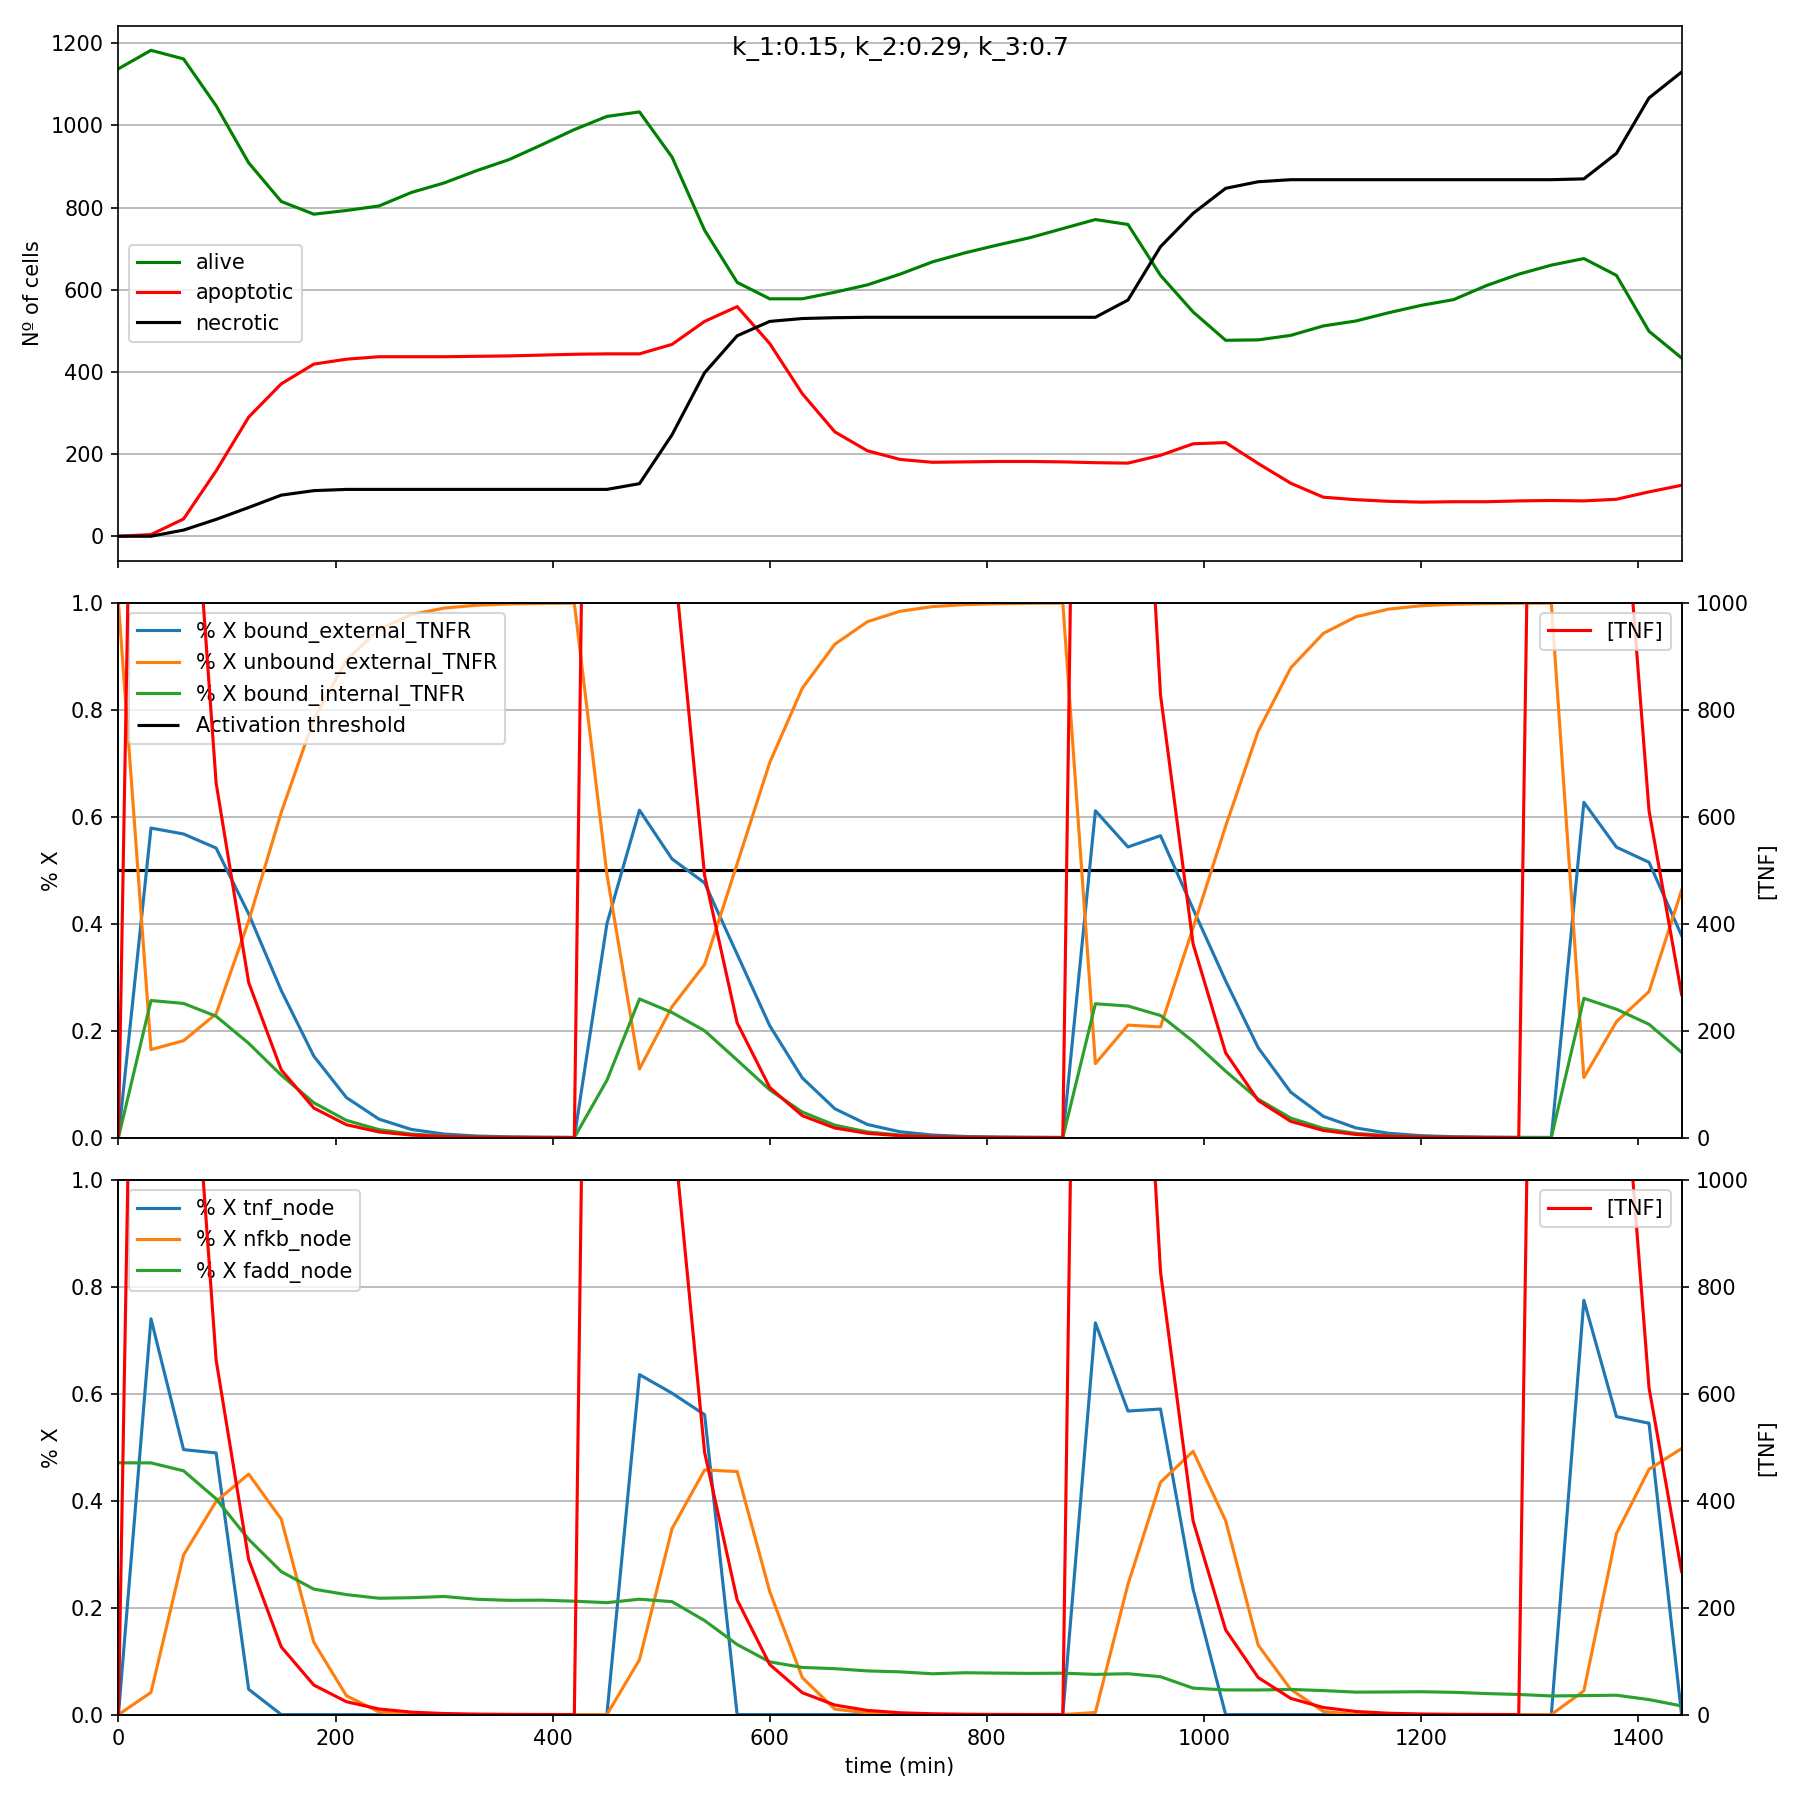 k_1:0.15, k_2:0.29, k_3:0.7
1200
1000
800
600
400
200
0
Nº of cells
alive
apoptotic
necrotic
1.0
0.8
0.6
0.4
0.2
0.0
% X
% X bound_external_TNFR
% X unbound_external_TNFR
% X bound_internal_TNFR
Activation threshold
[TNF]
1000
800
600
400
200
0
[TNF]
1.0
0.8
0.6
0.4
0.2
0.0
% X
% X tnf_node
% X nfkb_node
% X fadd_node
[TNF]
1000
800
600
400
200
0
[TNF]
0 200 400 600 800 1000 1200 1400
time (min)